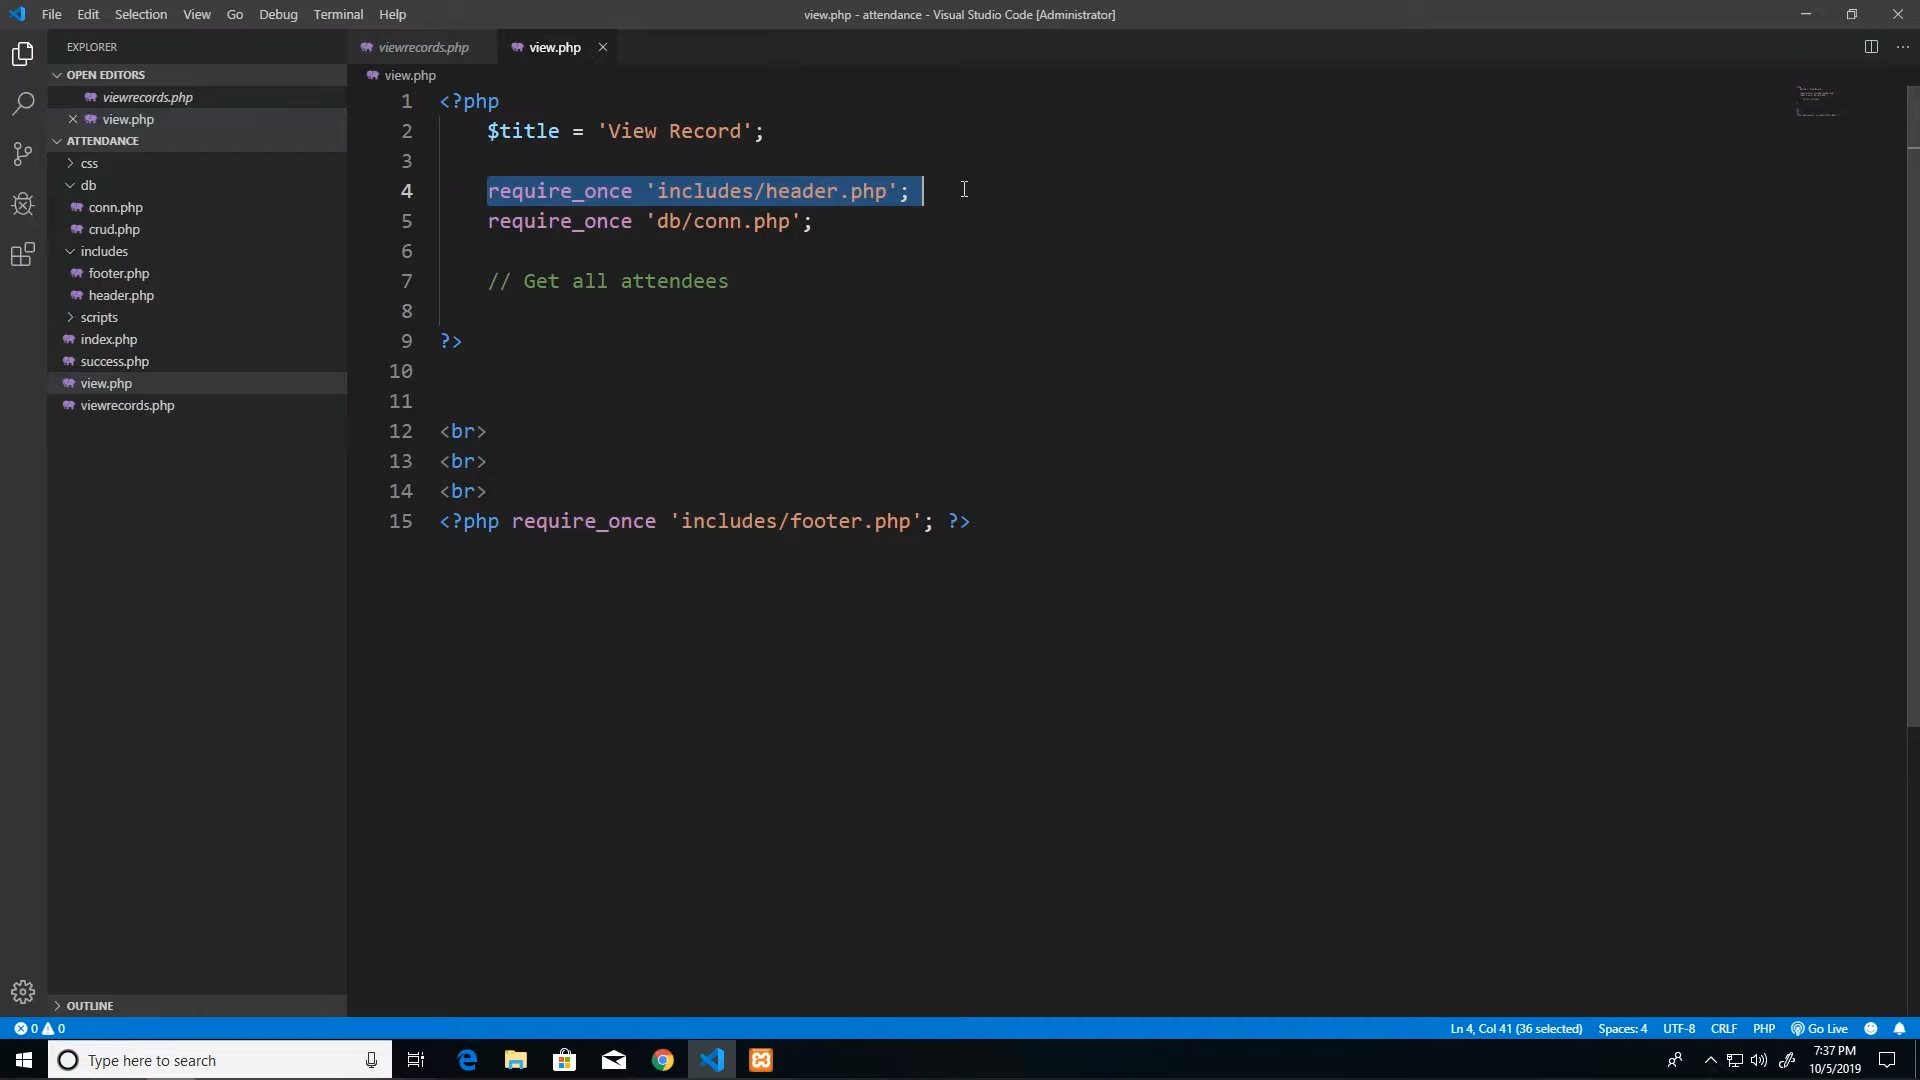 File Edit Selection View Go Debug Terminal Help
view.php - attendance - Visual Studio Code [Administrator]
EXPLORER
OPEN EDITORS
viewrecords.php
view.php
ATTENDANCE
css
db
conn.php
crud.php
includes
footer.php
header.php
scripts
index.php
success.php
view.php
viewrecords.php
OUTLINE
viewrecords.php view.php
view.php
1 <?php
2 $title = 'View Record';
3
4 require_once 'includes/header.php';
5 require_once 'db/conn.php';
6
7 // Get all attendees
8
9 ?>
10
11
12 <br>
13 <br>
14 <br>
15 <?php require_once 'includes/footer.php'; ?>
0 0
Ln 4, Col 41 (36 selected) Spaces: 4 UTF-8 CRLF PHP Go Live
Type here to search
7:37 PM
10/5/2019